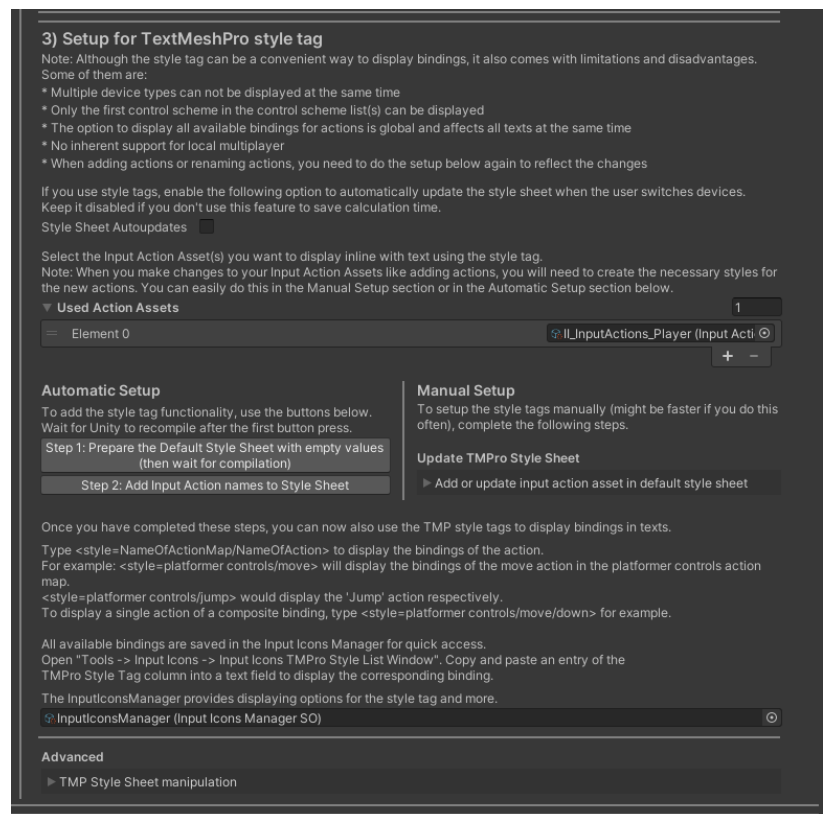 3) Setup for TextMeshPro style tag
Note: Although the style tag can be a convenient way to display bindings, it also comes with limitations and disadvantages.
Some of them are:
* Multiple device types can not be displayed at the same time
* Only the first control scheme in the control scheme list(s) can be displayed
* The option to display all available bindings for actions is global and affects all texts at the same time
* No inherent support for local multiplayer
* When adding actions or renaming actions, you need to do the setup below again to reflect the changes
If you use style tags, enable the following option to automatically update the style sheet when the user switches devices.
Keep it disabled if you don't use this feature to save calculation time.
Style Sheet Autoupdates
Select the Input Action Asset(s) you want to display inline with text using the style tag.
Note: When you make changes to your Input Action Assets like adding actions, you will need to create the necessary styles for
the new actions. You can easily do this in the Manual Setup section or in the Automatic Setup section below.
Used Action Assets
1
Element 0
II_InputActions_Player (Input Acti
Automatic Setup
To add the style tag functionality, use the buttons below.
Wait for Unity to recompile after the first button press.
Step 1: Prepare the Default Style Sheet with empty values
(then wait for compilation)
Step 2: Add Input Action names to Style Sheet
Manual Setup
To setup the style tags manually (might be faster if you do this
often), complete the following steps.
Update TMPro Style Sheet
Add or update input action asset in default style sheet
Once you have completed these steps, you can now also use the TMP style tags to display bindings in texts.
Type <style=NameOfActionMap/NameOfAction> to display the bindings of the action.
For example: <style=platformer controls/move> will display the bindings of the move action in the platformer controls action
map.
<style=platformer controls/jump> would display the 'Jump' action respectively.
To display a single action of a composite binding, type <style=platformer controls/move/down> for example.
All available bindings are saved in the Input Icons Manager for quick access.
Open "Tools -> Input Icons -> Input Icons TMPro Style List Window". Copy and paste an entry of the
TMPro Style Tag column into a text field to display the corresponding binding.
The InputIconsManager provides displaying options for the style tag and more.
InputIconsManager (Input Icons Manager SO)
Advanced
TMP Style Sheet manipulation